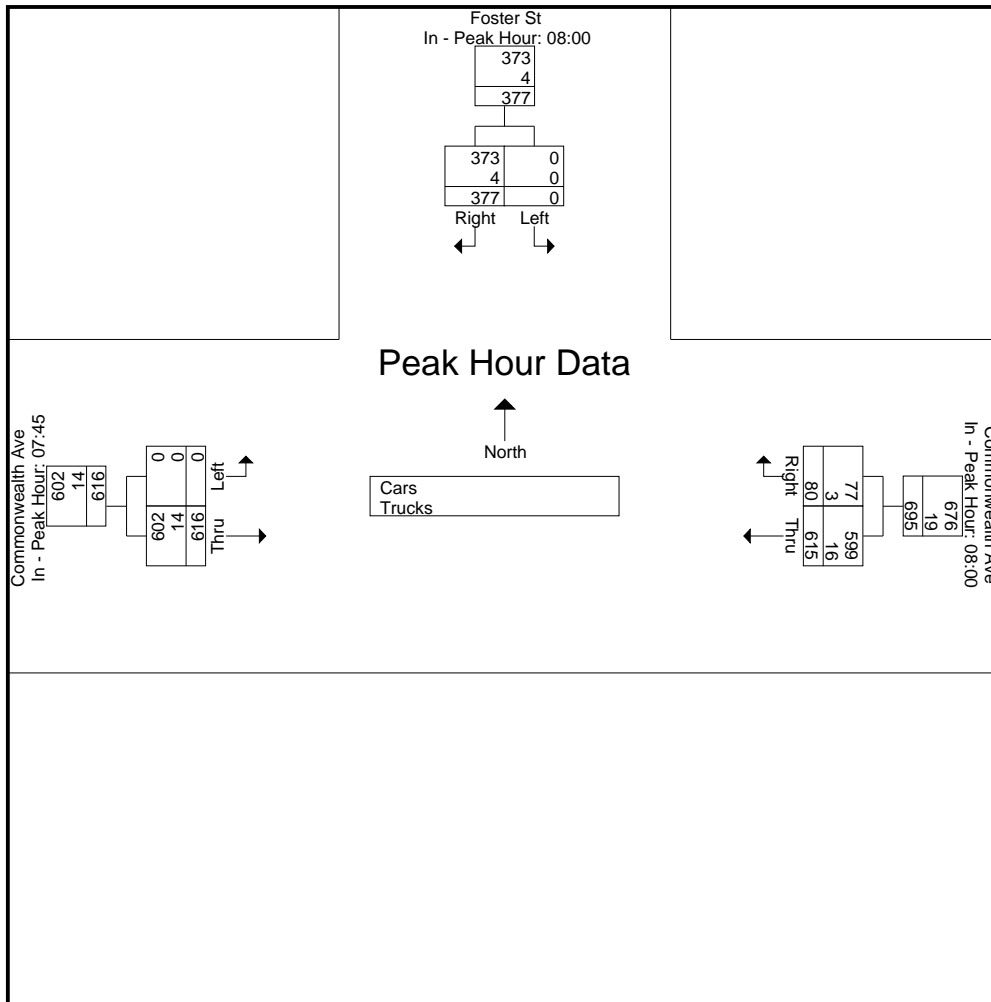 Foster St
In - Peak Hour: 08:00
373
4
377
373 0
4 0
377 0
Right Left
Peak Hour Data
North
Cars
Trucks
Commonwealth Ave
In - Peak Hour: 07:45
602
14
616
0 602
0 14
0 616
Left Thru
Commonwealth Ave
In - Peak Hour: 08:00
676
19
695
77 599
3 16
80 615
Right Thru